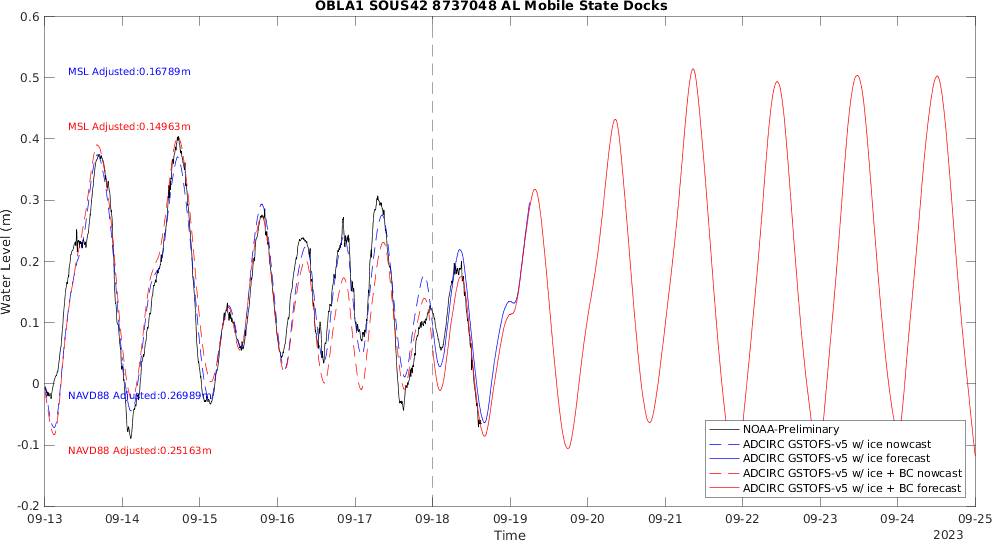 OBLA1 SOUS42 8737048 AL Mobile State Docks
0.6
0.5
0.4
0.3
0.2
0.1
0
-0.1
-0.2
Water Level (m)
MSL Adjusted:0.16789m
MSL Adjusted:0.14963m
NAVD88 Adjusted:0.26989m
NAVD88 Adjusted:0.25163m
NOAA-Preliminary
ADCIRC GSTOFS-v5 w/ ice nowcast
ADCIRC GSTOFS-v5 w/ ice forecast
ADCIRC GSTOFS-v5 w/ ice + BC nowcast
ADCIRC GSTOFS-v5 w/ ice + BC forecast
09-13 09-14 09-15 09-16 09-17 09-18 09-19 09-20 09-21 09-22 09-23 09-24 09-25
Time
2023